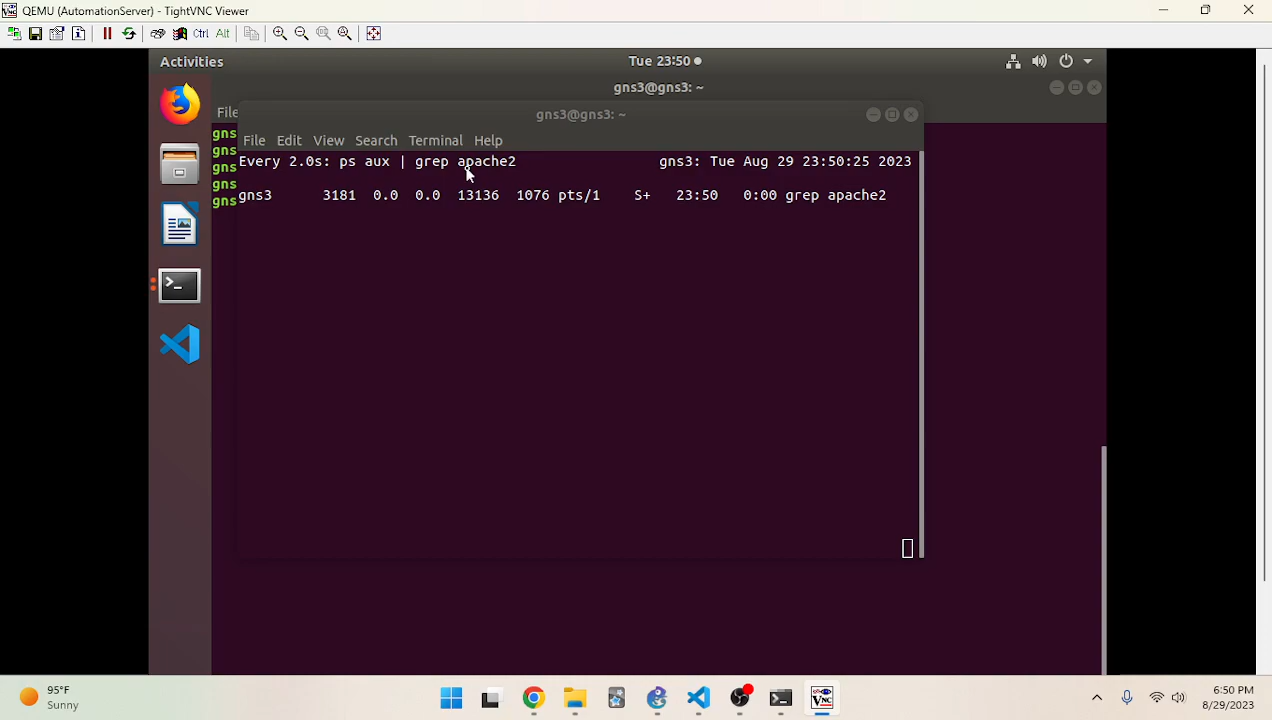 QEMU (AutomationServer) - TightVNC Viewer
Ctrl Alt
Activities
Tue 23:50
gns3@gns3: ~
File
gns3@gns3: ~
File Edit View Search Terminal Help
gns
gns
gns
gns
gns
Every 2.0s: ps aux | grep apache2 gns3: Tue Aug 29 23:50:25 2023
gns3 3181 0.0 0.0 13136 1076 pts/1 S+ 23:50 0:00 grep apache2
95°F
Sunny
6:50 PM
8/29/2023